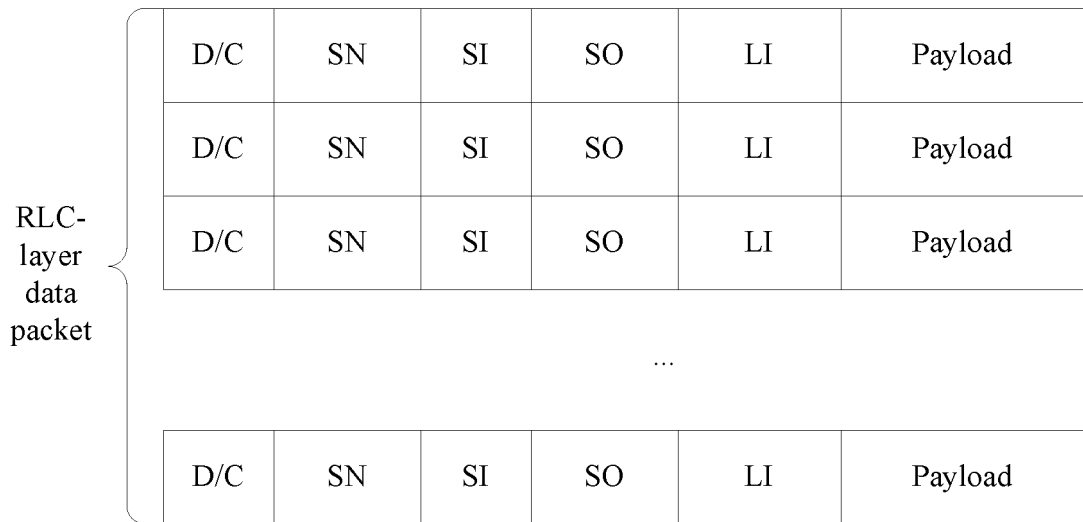 D/C SN SI SO LI Payload
D/C SN SI SO LI Payload
D/C SN SI SO LI Payload
RLC-
layer
data
packet
...
D/C SN SI SO LI Payload